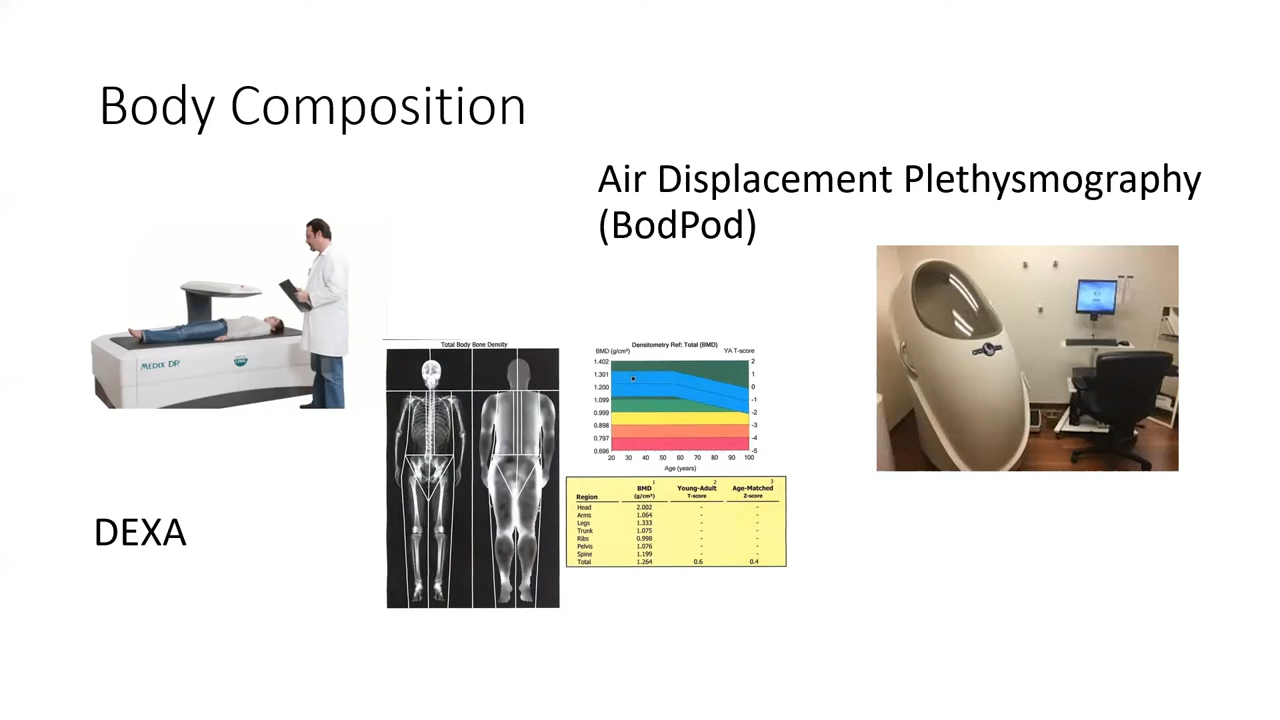 Body Composition
Air Displacement Plethysmography
(BodPod)
MEDIX DR
DEXA
Total Body Bone Density
Densitometry Ref: Total (BMD)
BMD (g/cm²) YA T-score
1.402 2
1.301 1
1.200 0
1.099 -1
0.999 -2
0.898 -3
0.797 -4
0.696 -5
20 30 40 50 60 70 80 90 100
Age (years)
1 2 3
BMD Young-Adult Age-Matched
Region (g/cm²) T-score Z-score
Head 2.002 - -
Arms 1.064 - -
Legs 1.333 - -
Trunk 1.075 - -
Ribs 0.998 - -
Pelvis 1.076 - -
Spine 1.199 - -
Total 1.264 0.6 0.4